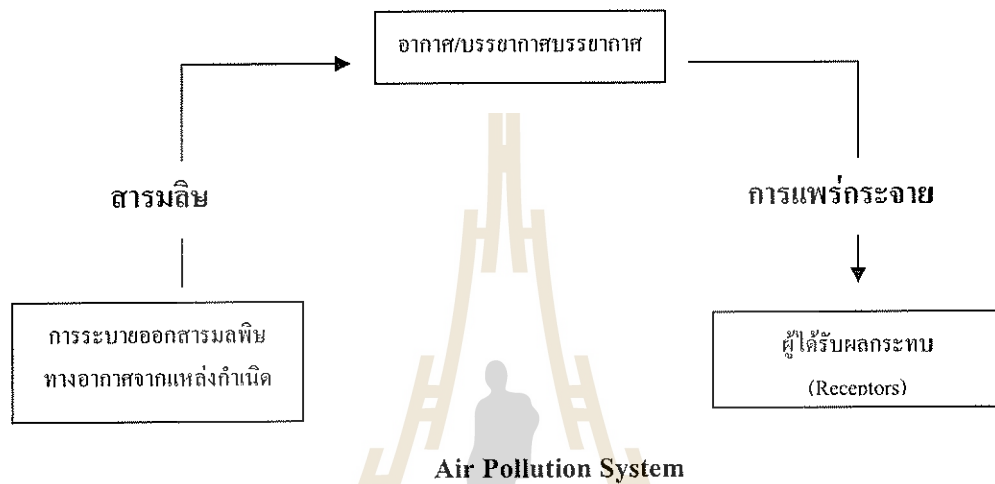 อากาศ/บรรยากาศบรรยากาศ
สารมลิษ
การแพร่กระจาย
การระบายออกสารมลพิษ
ทางอากาศจากแหล่งกำเนิด
ผู้ได้รับผลกระทบ
(Receptors)
Air Pollution System